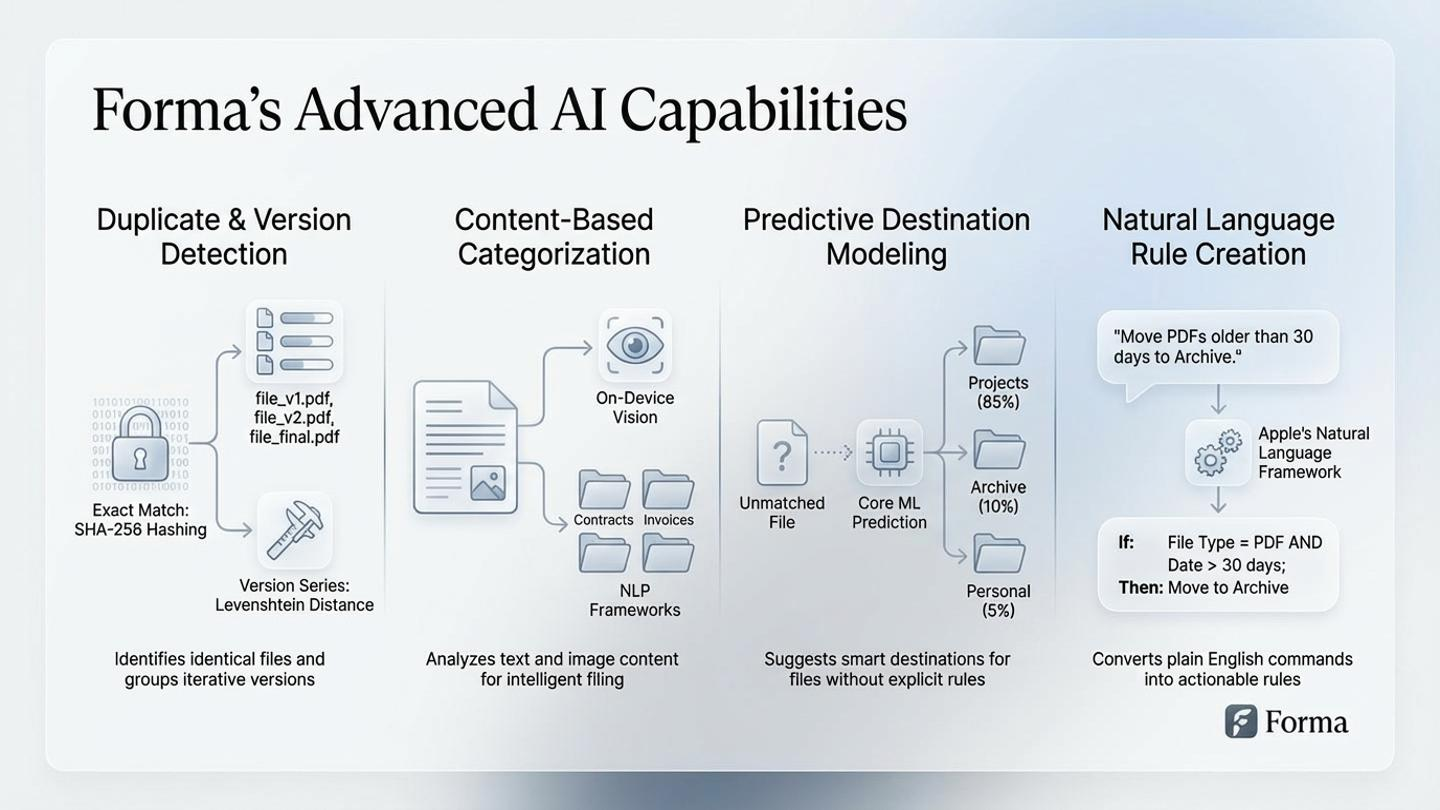 Forma's Advanced AI Capabilities
Duplicate & Version
Detection
file_v1.pdf,
file_v2.pdf,
file_final.pdf
Exact Match:
SHA-256 Hashing
Version Series:
Levenshtein Distance
Identifies identical files and
groups iterative versions
Content-Based
Categorization
On-Device
Vision
Contracts
Invoices
NLP
Frameworks
Analyzes text and image content
for intelligent filing
Predictive Destination
Modeling
?
Unmatched
File
Core ML
Prediction
Projects
(85%)
Archive
(10%)
Personal
(5%)
Suggests smart destinations for
files without explicit rules
Natural Language
Rule Creation
"Move PDFs older than 30
days to Archive."
Apple's Natural
Language
Framework
If: File Type = PDF AND
Date > 30 days;
Then: Move to Archive
Converts plain English commands
into actionable rules
Forma